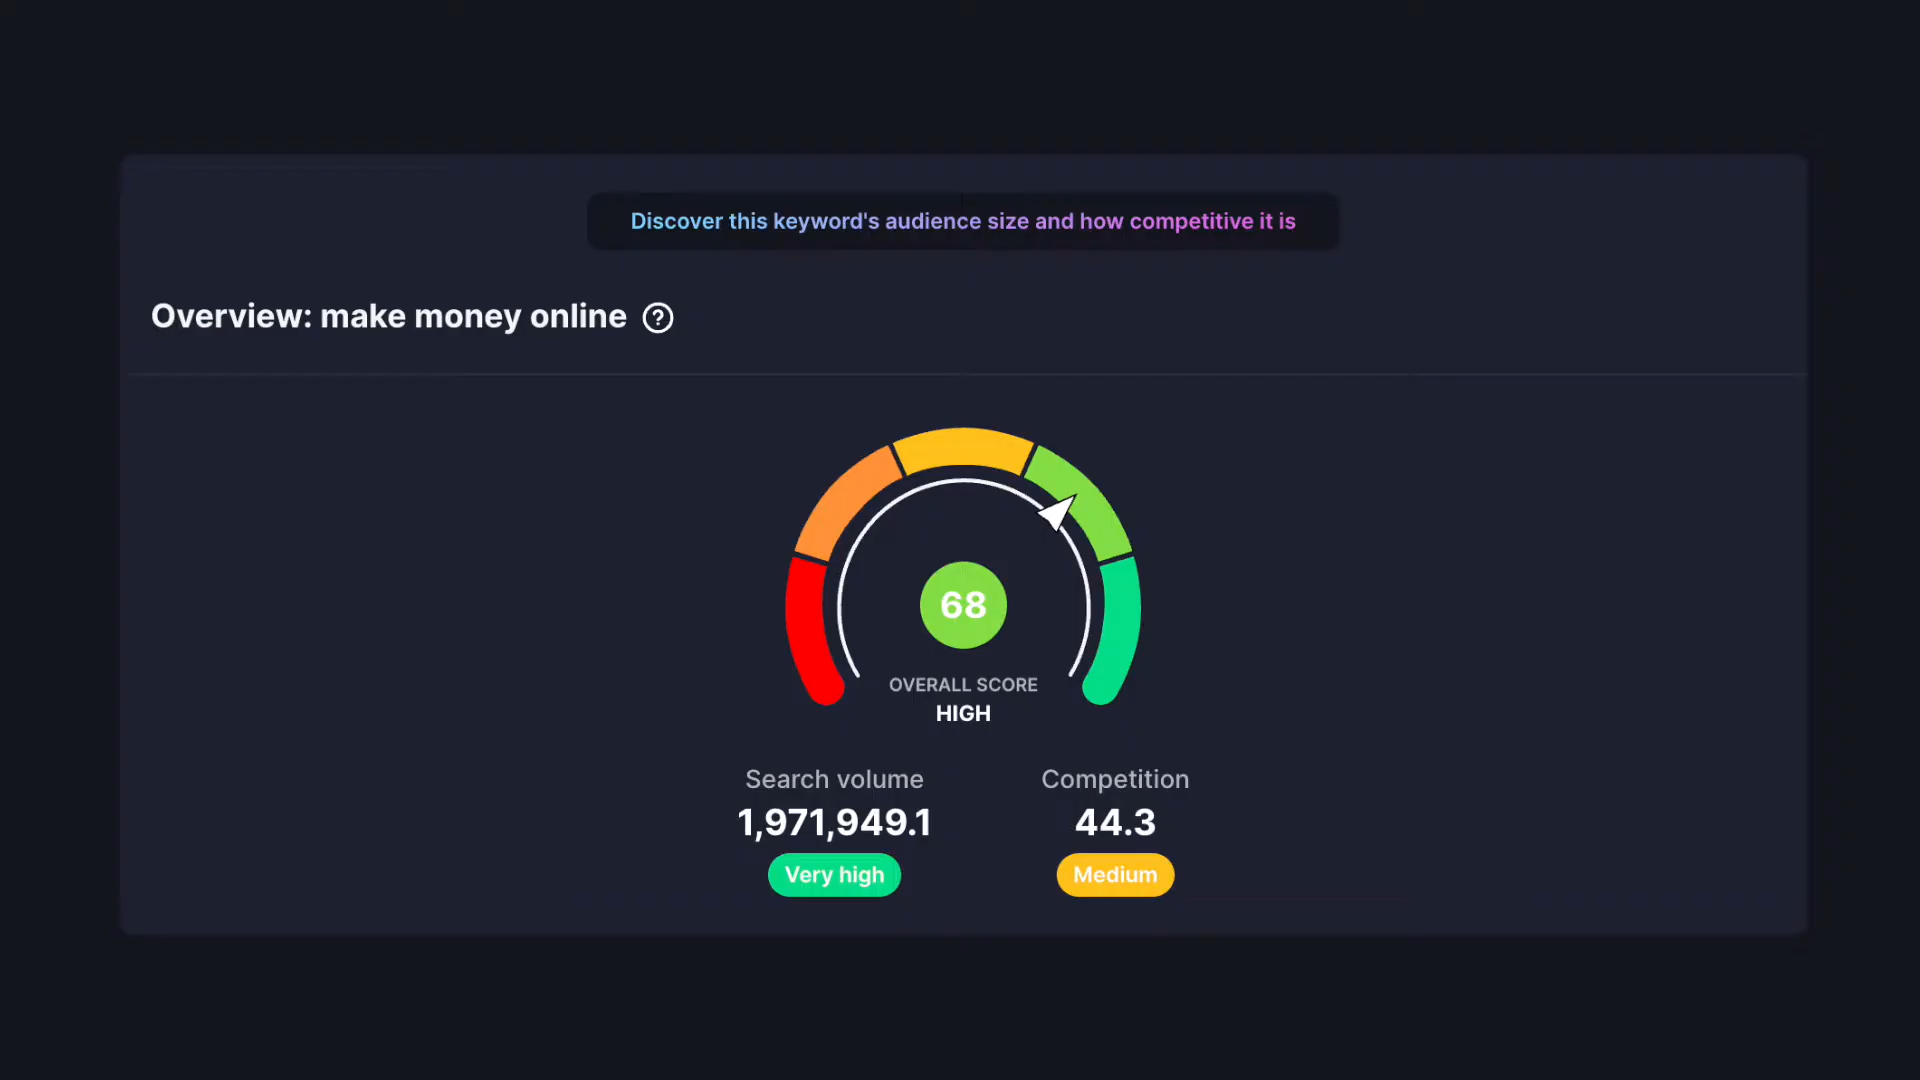 Discover this keyword's audience size and how competitive it is
Overview: make money online ?
68
OVERALL SCORE
HIGH
Search volume
1,971,949.1
Very high
Competition
44.3
Medium